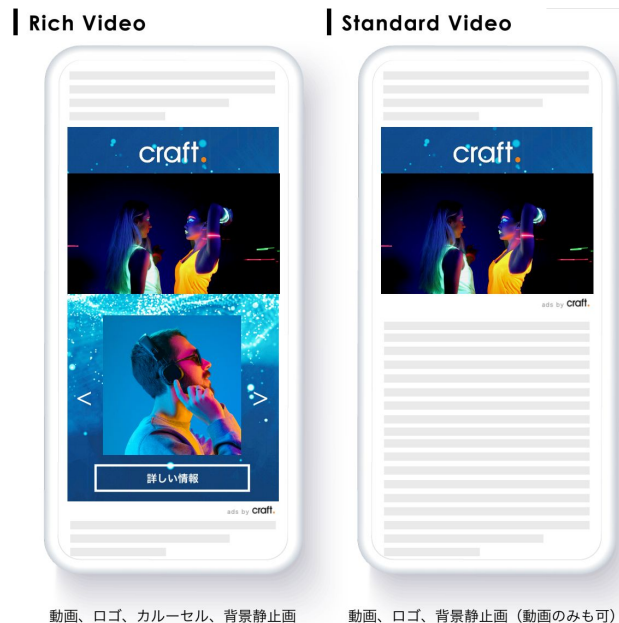 Rich Video
craft.
<
>
詳しい情報
ads by craft.
動画、ロゴ、カルーセル、背景静止画
Standard Video
craft.
ads by craft.
動画、ロゴ、背景静止画（動画のみも可）